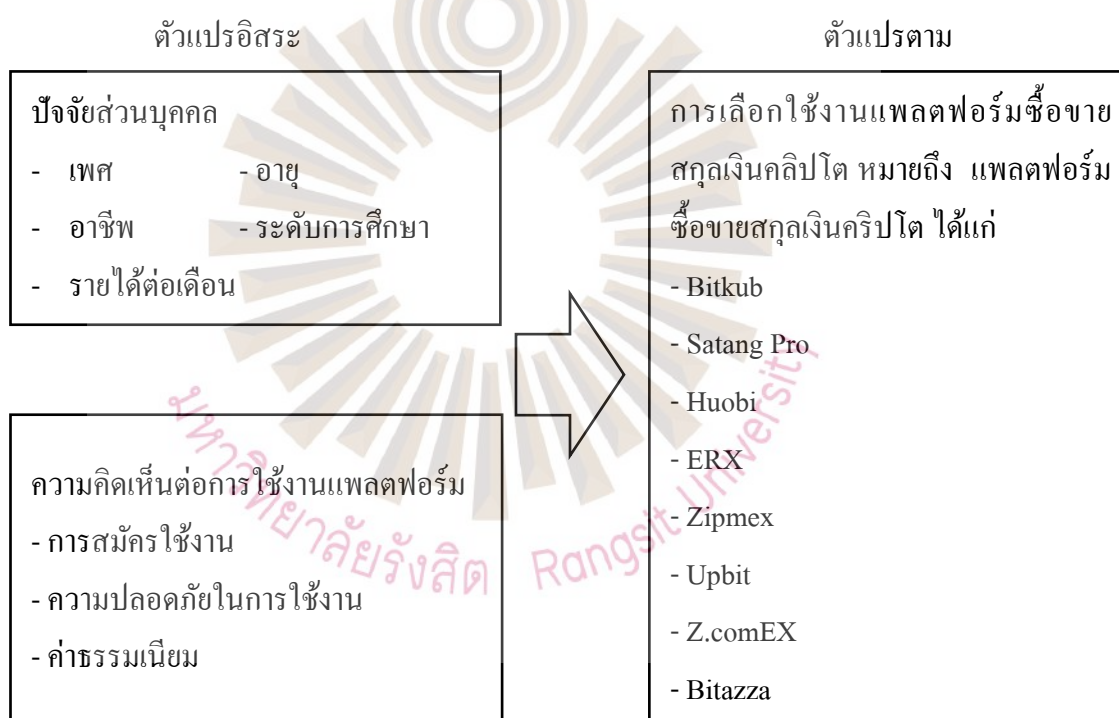 ตัวแปรอิสระ
ปัจจัยส่วนบุคคล
- เพศ - อายุ
- อาชีพ - ระดับการศึกษา
- รายได้ต่อเดือน
ความคิดเห็นต่อการใช้งานแพลตฟอร์ม
- การสมัครใช้งาน
- ความปลอดภัยในการใช้งาน
- ค่าธรรมเนียม
ตัวแปรตาม
การเลือกใช้งานแพลตฟอร์มซื้อขาย
สกุลเงินคลิปโต หมายถึง แพลตฟอร์ม
ซื้อขายสกุลเงินคริปโต ได้แก่
- Bitkub
- Satang Pro
- Huobi
- ERX
- Zipmex
- Upbit
- Z.comEX
- Bitazza
มหาวิทยาลัยรังสิต Rangsit University